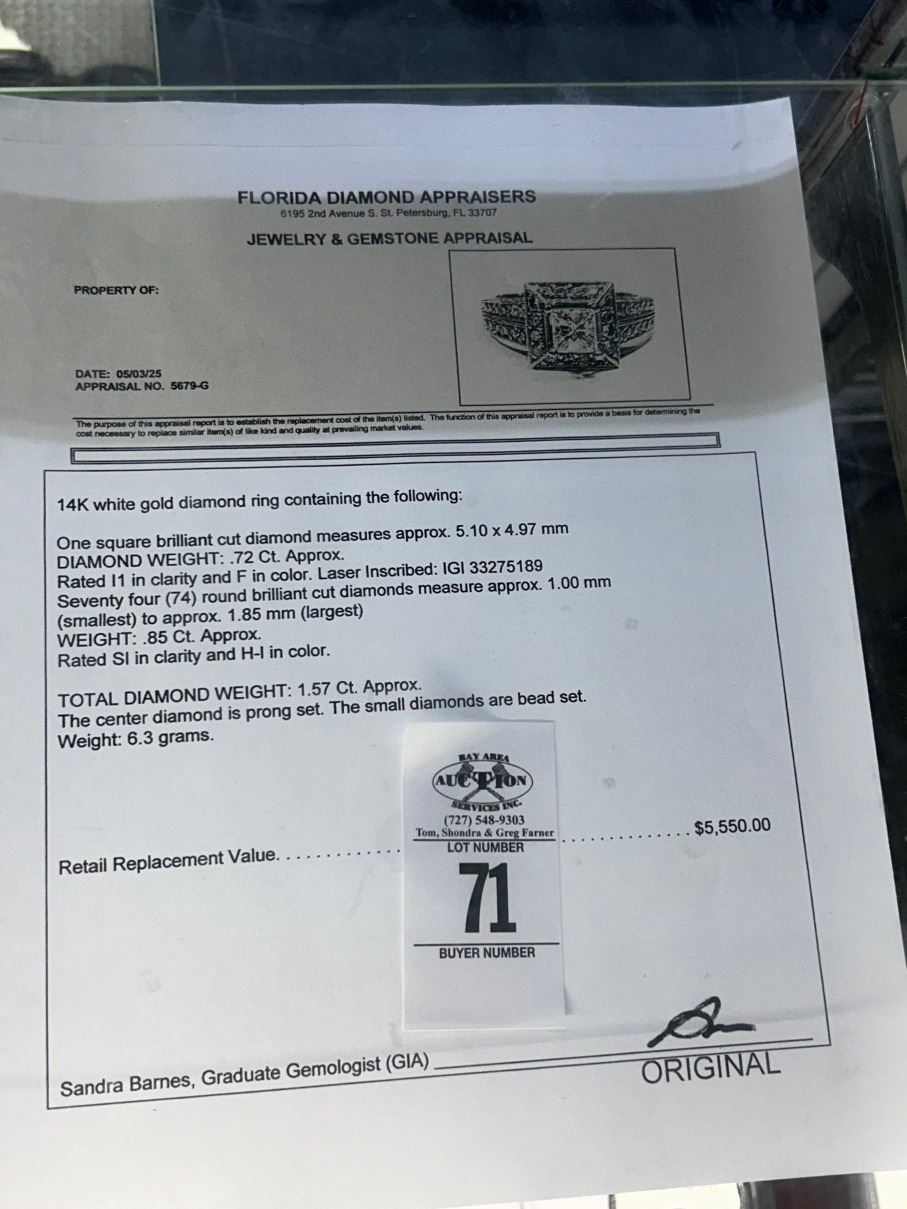 FLORIDA DIAMOND APPRAISERS
6195 2nd Avenue S. St. Petersburg, FL 33707
JEWELRY & GEMSTONE APPRAISAL
PROPERTY OF:
DATE: 05/03/25
APPRAISAL NO. 5679-G
The purpose of this appraisal report is to establish the replacement cost of the item(s) listed. The function of this appraisal report is to provide a basis for determining the
cost necessary to replace similar item(s) of like kind and quality at prevailing market values.
14K white gold diamond ring containing the following:
One square brilliant cut diamond measures approx. 5.10 x 4.97 mm
DIAMOND WEIGHT: .72 Ct. Approx.
Rated I1 in clarity and F in color. Laser Inscribed: IGI 33275189
Seventy four (74) round brilliant cut diamonds measure approx. 1.00 mm
(smallest) to approx. 1.85 mm (largest)
WEIGHT: .85 Ct. Approx.
Rated SI in clarity and H-I in color.
TOTAL DIAMOND WEIGHT: 1.57 Ct. Approx.
The center diamond is prong set. The small diamonds are bead set.
Weight: 6.3 grams.
BAY AREA
AUCTION
SERVICES INC.
(727) 548-9303
Tom, Shondra & Greg Farner
LOT NUMBER
71
BUYER NUMBER
Retail Replacement Value. . . . . . . . . . . . . . . . . . . . . . . . . $5,550.00
Sandra Barnes, Graduate Gemologist (GIA)
ORIGINAL